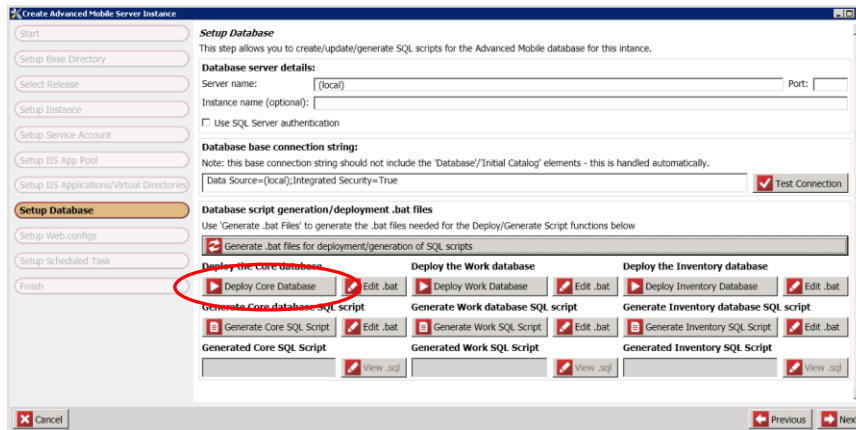 Create Advanced Mobile Server Instance
Start
Setup Base Directory
Select Release
Setup Instance
Setup Service Account
Setup IIS App Pool
Setup IIS Applications/Virtual Directories
Setup Database
Setup Web.configs
Setup Scheduled Task
Finish
Setup Database
This step allows you to create/update/generate SQL scripts for the Advanced Mobile database for this intance.
Database server details:
Server name: (local) Port:
Instance name (optional):
Use SQL Server authentication
Database base connection string:
Note: this base connection string should not include the 'Database'/'Initial Catalog' elements - this is handled automatically.
Data Source=(local);Integrated Security=True Test Connection
Database script generation/deployment .bat files
Use 'Generate .bat Files' to generate the .bat files needed for the Deploy/Generate Script functions below
Generate .bat files for deployment/generation of SQL scripts
Deploy the Core database Deploy the Work database Deploy the Inventory database
Deploy Core Database Edit .bat Deploy Work Database Edit .bat Deploy Inventory Database Edit .bat
Generate Core database SQL script Generate Work database SQL script Generate Inventory database SQL script
Generate Core SQL Script Edit .bat Generate Work SQL Script Edit .bat Generate Inventory SQL Script Edit .bat
Generated Core SQL Script Generated Work SQL Script Generated Inventory SQL Script
View .sql View .sql View .sql
Cancel Previous Next